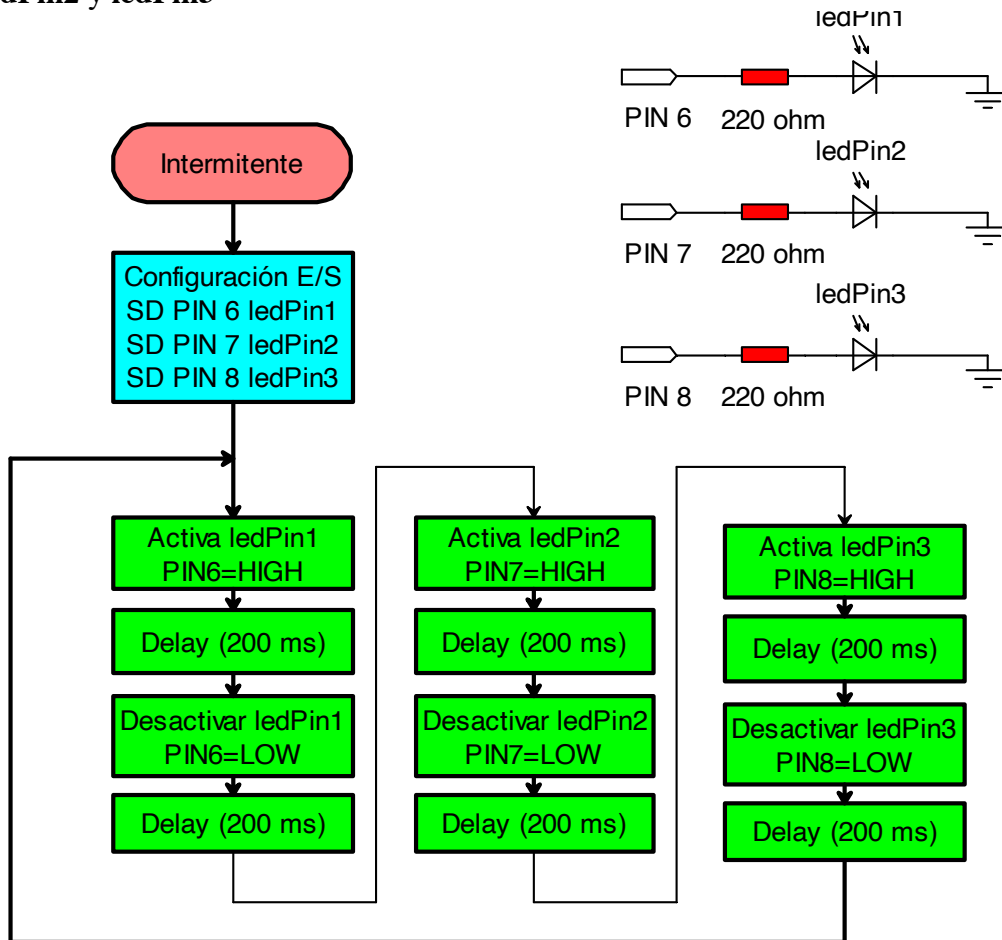 y ledPin3
ledPin1
PIN 6 220 ohm
ledPin2
PIN 7 220 ohm
ledPin3
PIN 8 220 ohm
Intermitente
Configuración E/S
SD PIN 6 ledPin1
SD PIN 7 ledPin2
SD PIN 8 ledPin3
Activa ledPin1
PIN6=HIGH
Delay (200 ms)
Desactivar ledPin1
PIN6=LOW
Delay (200 ms)
Activa ledPin2
PIN7=HIGH
Delay (200 ms)
Desactivar ledPin2
PIN7=LOW
Delay (200 ms)
Activa ledPin3
PIN8=HIGH
Delay (200 ms)
Desactivar ledPin3
PIN8=LOW
Delay (200 ms)